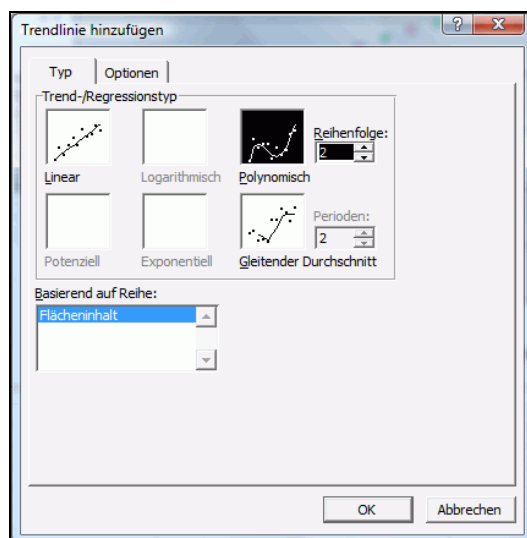 Trendlinie hinzufügen
?
X
Typ
Optionen
Trend-/Regressionstyp
Reihenfolge:
2
Linear
Logarithmisch
Polynomisch
Perioden:
2
Potenziell
Exponentiell
Gleitender Durchschnitt
Basierend auf Reihe:
Flächeninhalt
OK
Abbrechen